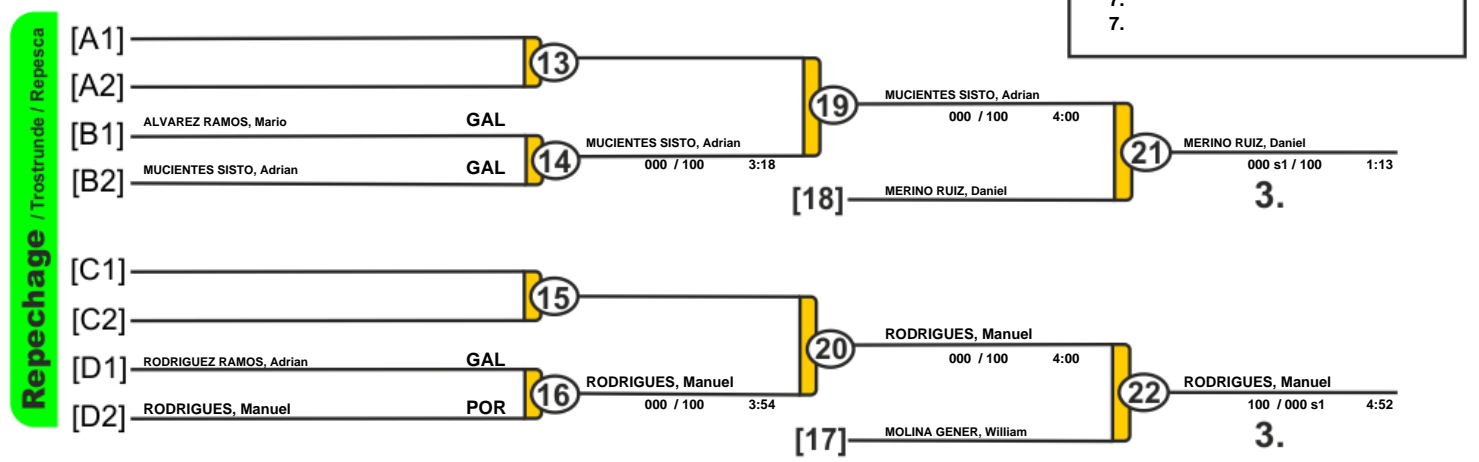 7.
7.
Repechage / Trostrunde / Repesca
[A1]
13
[A2]
19
MUCIENTES SISTO, Adrian
000 / 100 4:00
[B1] ALVAREZ RAMOS, Mario GAL
14
MUCIENTES SISTO, Adrian
000 / 100 3:18
[B2] MUCIENTES SISTO, Adrian GAL
21
MERINO RUIZ, Daniel
000 s1 / 100 1:13
3.
[18] MERINO RUIZ, Daniel
[C1]
15
[C2]
20
RODRIGUES, Manuel
000 / 100 4:00
[D1] RODRIGUEZ RAMOS, Adrian GAL
16
RODRIGUES, Manuel
000 / 100 3:54
[D2] RODRIGUES, Manuel POR
22
RODRIGUES, Manuel
100 / 000 s1 4:52
3.
[17] MOLINA GENER, William